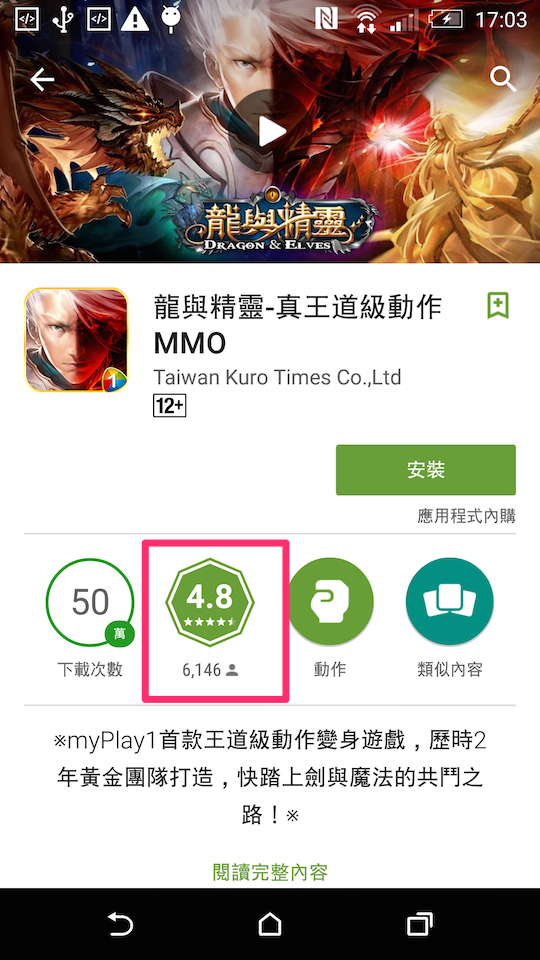 17:03
龍與精靈
DRAGON & ELVES
龍與精靈-真王道級動作
MMO
Taiwan Kuro Times Co.,Ltd
12+
1
安裝
應用程式內購
50
萬
下載次數
4.8
6,146
動作
類似內容
※myPlay1首款王道級動作變身遊戲，歷時2
年黃金團隊打造，快踏上劍與魔法的共鬥之
路！※
閱讀完整內容